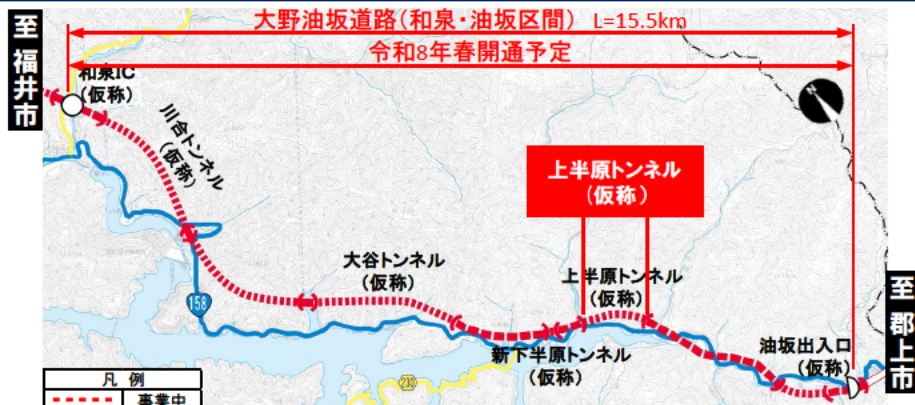 大野油坂道路(和泉・油坂区間) L=15.5km
令和8年春開通予定
至 福井市
和泉IC
(仮称)
N
川合トンネル
(仮称)
上半原トンネル
(仮称)
大谷トンネル
(仮称)
上半原トンネル
(仮称)
158
至 郡上市
新下半原トンネル
(仮称)
油坂出入口
(仮称)
230
凡 例
事業中